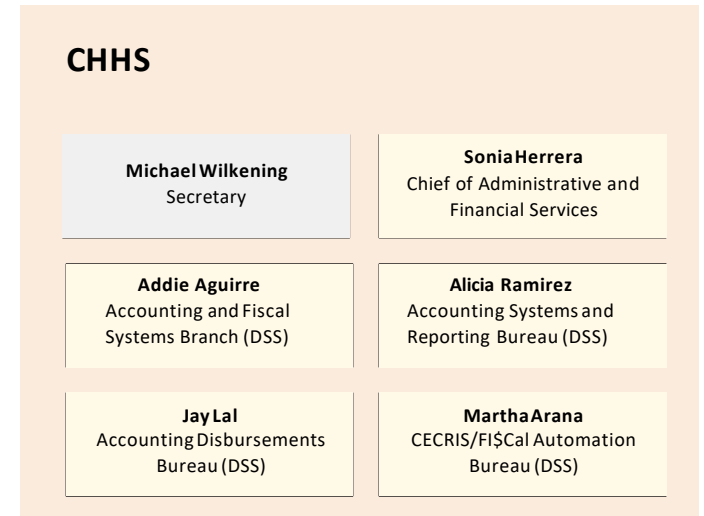 CHHS
Michael Wilkening
Secretary
Sonia Herrera
Chief of Administrative and
Financial Services
Addie Aguirre
Accounting and Fiscal
Systems Branch (DSS)
Alicia Ramirez
Accounting Systems and
Reporting Bureau (DSS)
Jay Lal
Accounting Disbursements
Bureau (DSS)
Martha Arana
CECRIS/FI$Cal Automation
Bureau (DSS)